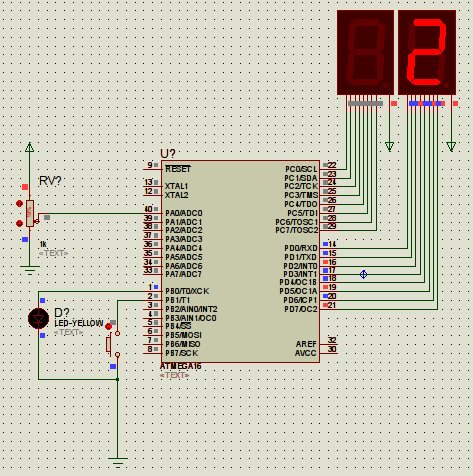 2
U?
9 RESET PC0/SCL 22
PC1/SDA 23
13 XTAL1 PC2/TCK 24
12 XTAL2 PC3/TMS 25
PC4/TDO 26
40 PA0/ADC0 PC5/TDI 27
39 PA1/ADC1 PC6/TOSC1 28
38 PA2/ADC2 PC7/TOSC2 29
37 PA3/ADC3
36 PA4/ADC4 PD0/RXD 14
35 PA5/ADC5 PD1/TXD 15
34 PA6/ADC6 PD2/INT0 16
33 PA7/ADC7 PD3/INT1 17
PD4/OC1B 18
1 PB0/T0/XCK PD5/OC1A 19
2 PB1/T1 PD6/ICP1 20
3 PB2/AIN0/INT2 PD7/OC2 21
4 PB3/AIN1/OC0
5 PB4/SS
6 PB5/MOSI
7 PB6/MISO AREF 32
8 PB7/SCK AVCC 30
ATMEGA16
<TEXT>
RV?
1k
<TEXT>
D?
LED-YELLOW
<TEXT>